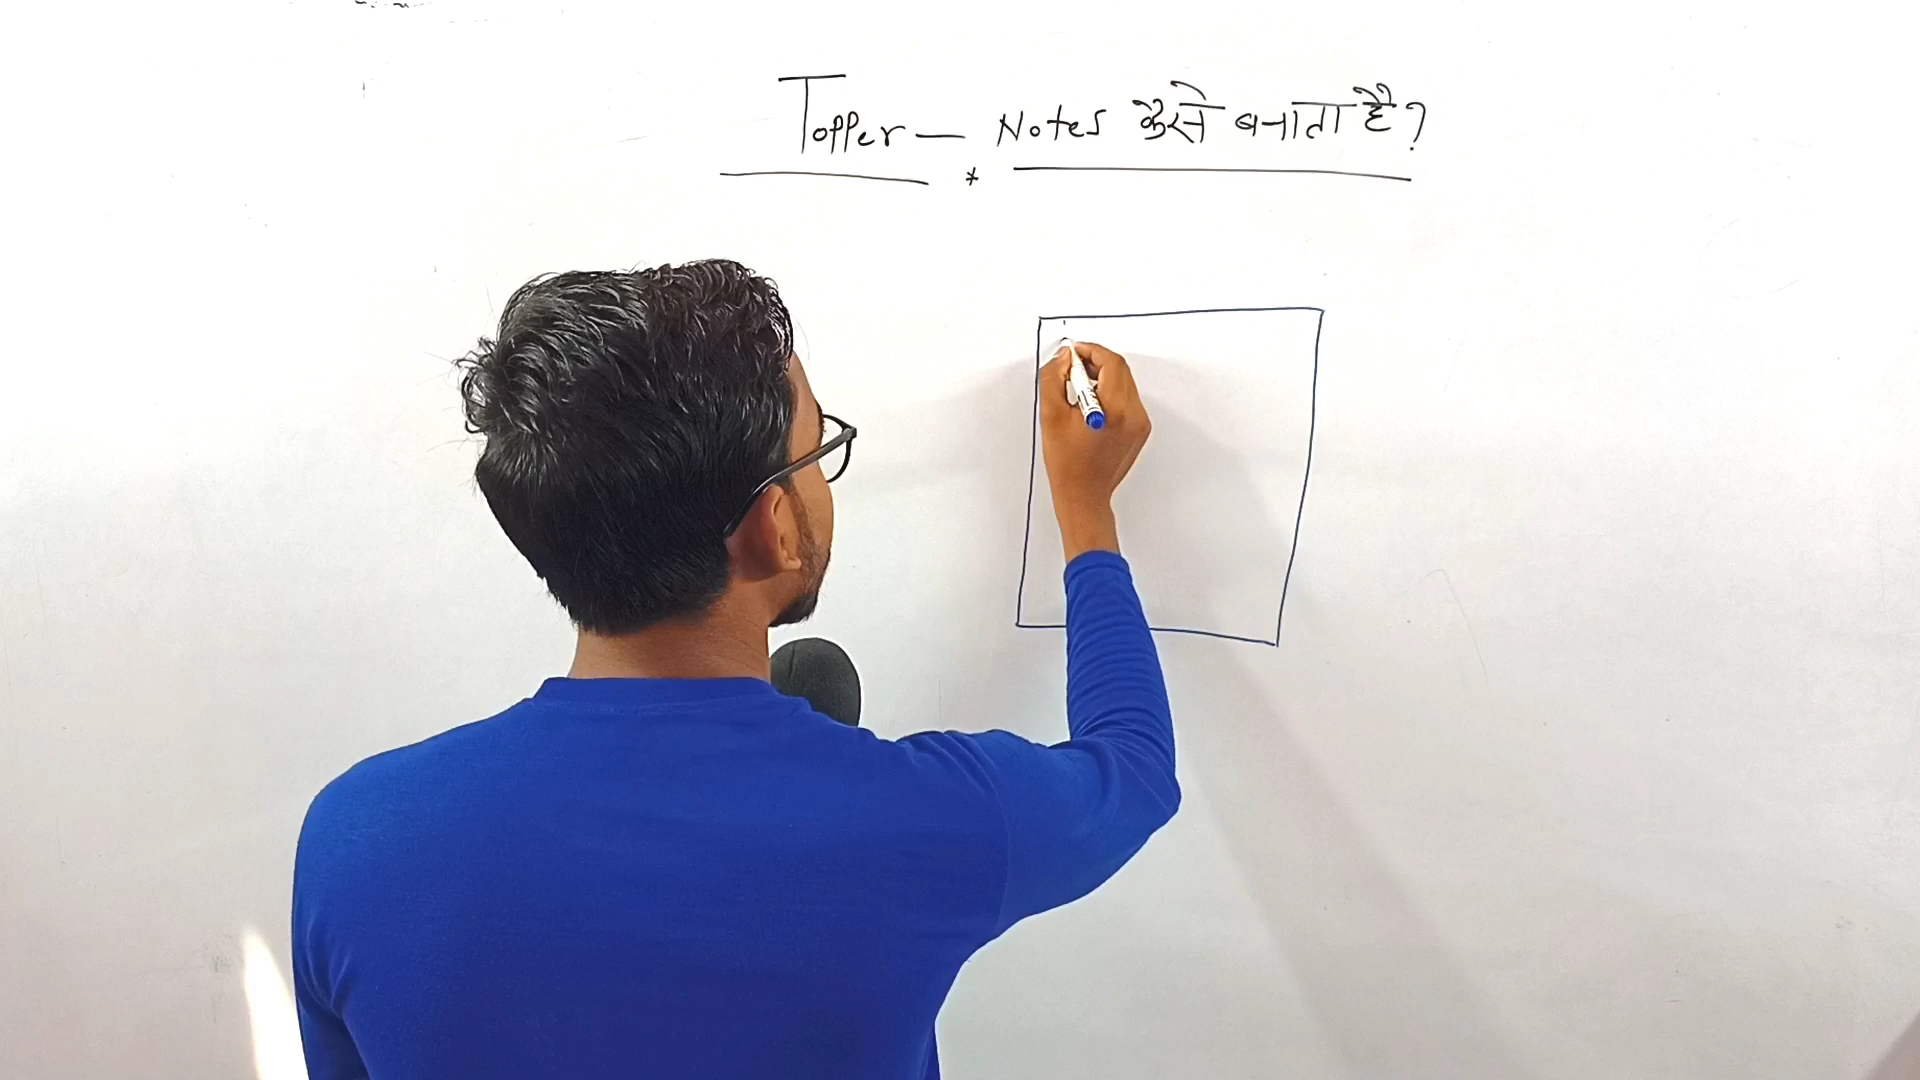 Topper — Notes कैसे बनाता है?
*